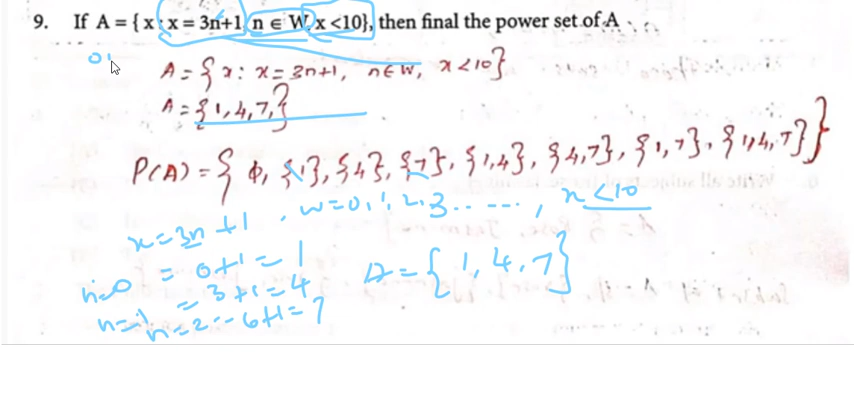 9. If A = { x : x = 3n+1, n ∈ W, x <10}, then final the power set of A
A = { x : x = 3n+1, n ∈ W, x < 10}
A = { 1, 4, 7, }
P(A) = { ϕ, {1}, {4}, {7}, {1,4}, {4,7}, {1,7}, {1,4,7}}
x = 3n + 1 , W = 0, 1, 2, 3 ........ , x < 10
n=0 = 0+1 = 1
n=1 = 3+1 = 4
n=2 -- 6+1 = 7
A = { 1, 4, 7 }